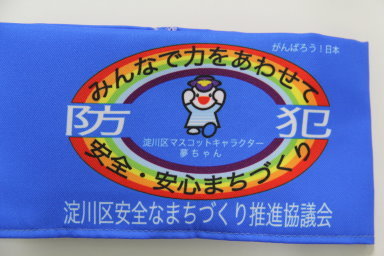 がんばろう!日本
みんなで力をあわせて
防犯
淀川区マスコットキャラクター
夢ちゃん
安全・安心まちづくり
淀川区安全なまちづくり推進協議会